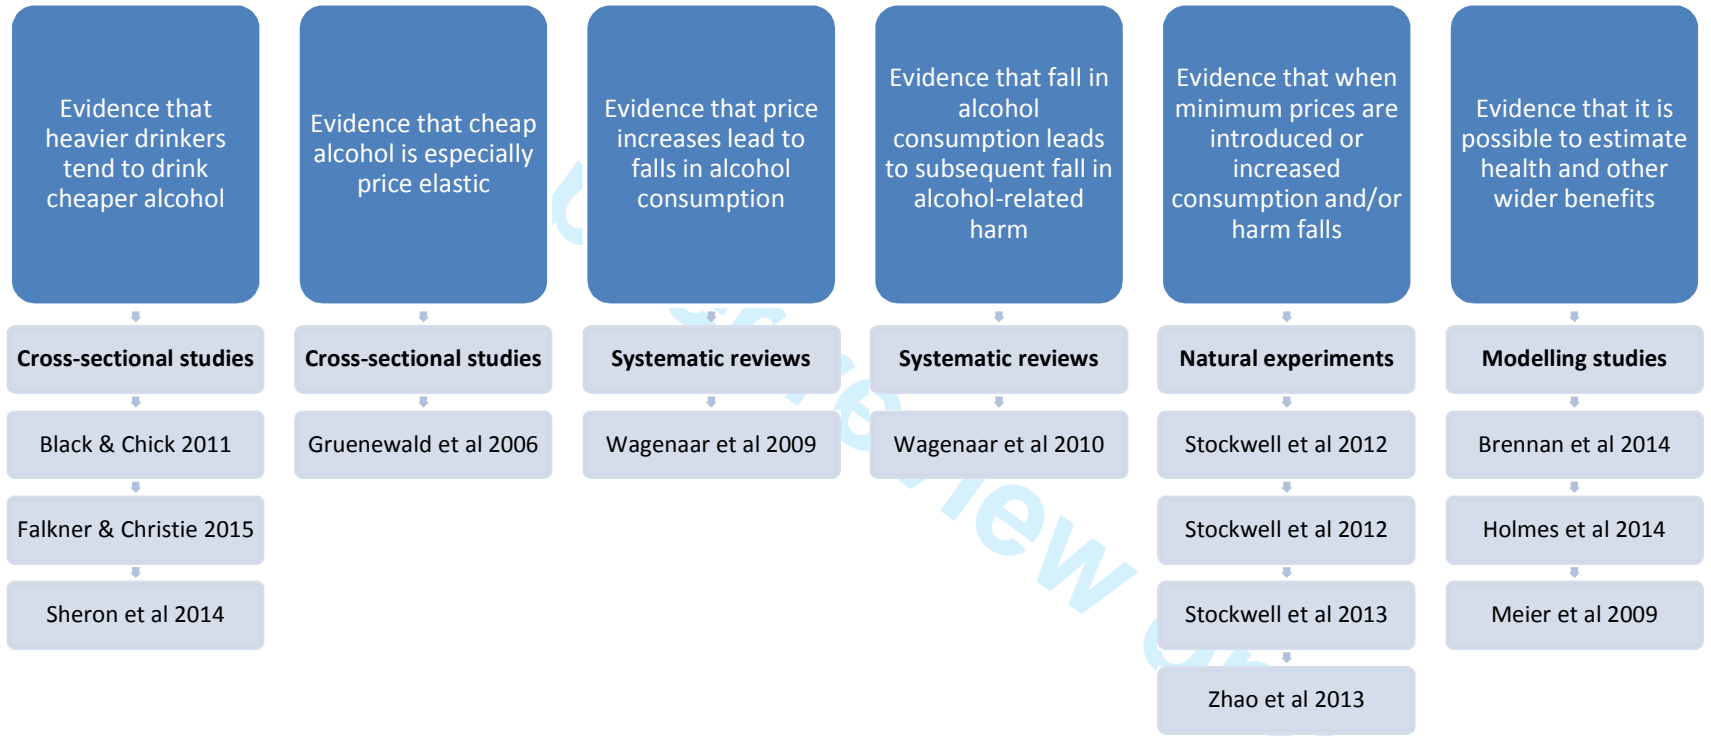 Evidence that
heavier drinkers
tend to drink
cheaper alcohol
Cross-sectional studies
Black & Chick 2011
Falkner & Christie 2015
Sheron et al 2014
Evidence that cheap
alcohol is especially
price elastic
Cross-sectional studies
Gruenewald et al 2006
Evidence that price
increases lead to
falls in alcohol
consumption
Systematic reviews
Wagenaar et al 2009
Evidence that fall in
alcohol
consumption leads
to subsequent fall in
alcohol-related
harm
Systematic reviews
Wagenaar et al 2010
Evidence that when
minimum prices are
introduced or
increased
consumption and/or
harm falls
Natural experiments
Stockwell et al 2012
Stockwell et al 2012
Stockwell et al 2013
Zhao et al 2013
Evidence that it is
possible to estimate
health and other
wider benefits
Modelling studies
Brennan et al 2014
Holmes et al 2014
Meier et al 2009